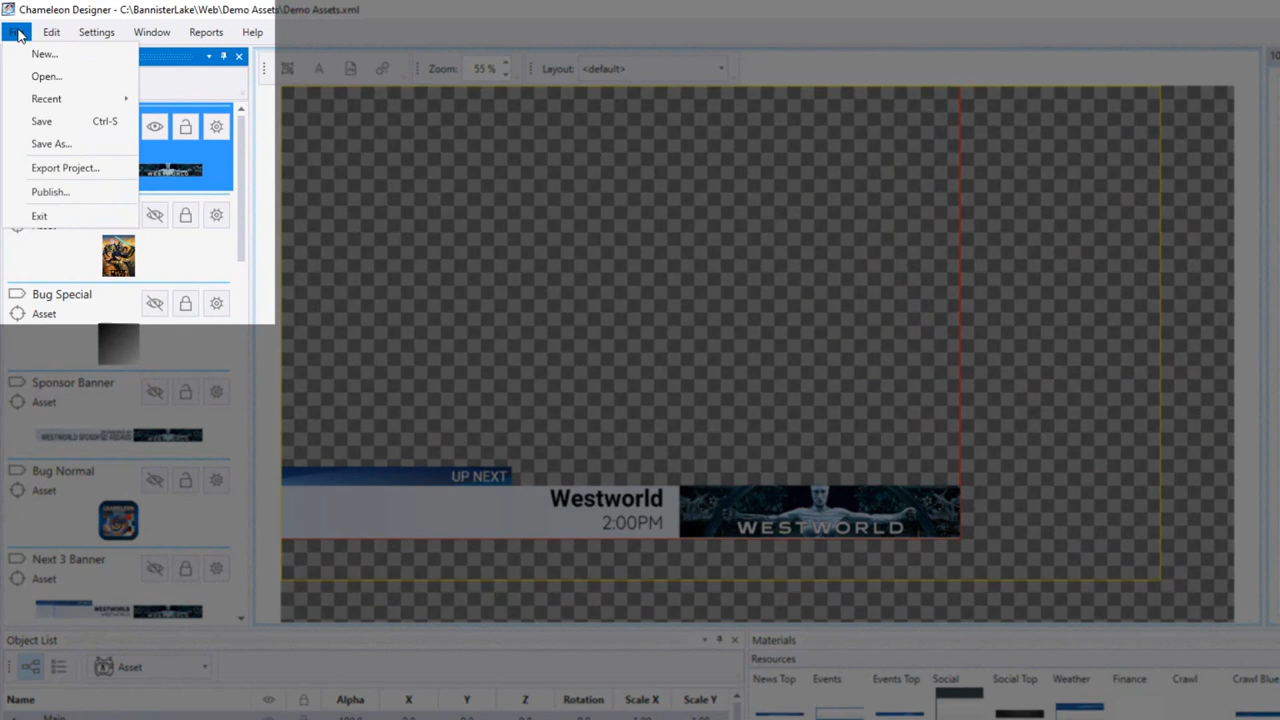 Chameleon Designer - C:\BannisterLake\Web\Demo Assets\Demo Assets.xml
File Edit Settings Window Reports Help
New...
Open...
Recent
Save Ctrl-S
Save As...
Export Project...
Publish...
Exit
Zoom: 55 % Layout: <default>
WESTWORLD
Bug Special
Asset
Sponsor Banner
Asset
Bug Normal
Asset
Next 3 Banner
Asset
UP NEXT
Westworld
2:00PM
WESTWORLD
Object List
Asset
Name Alpha X Y Z Rotation Scale X Scale Y
Materials
Resources
News Top Events Events Top Social Social Top Weather Finance Crawl Crawl Blue